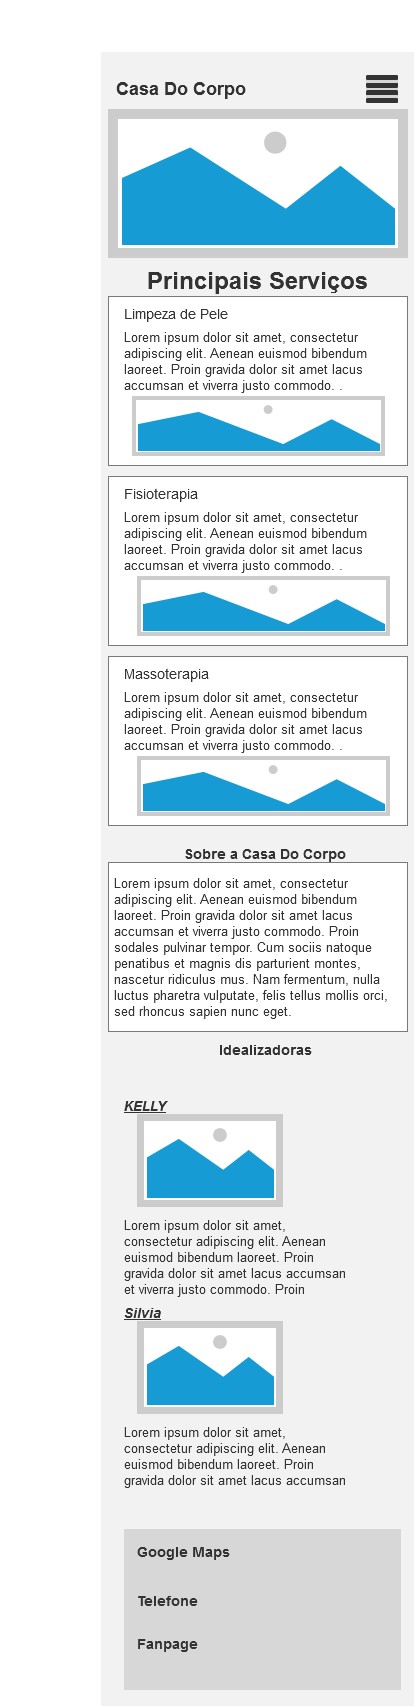 Casa Do Corpo
Principais Serviços
Limpeza de Pele
Lorem ipsum dolor sit amet, consectetur
adipiscing elit. Aenean euismod bibendum
laoreet. Proin gravida dolor sit amet lacus
accumsan et viverra justo commodo. .
Fisioterapia
Lorem ipsum dolor sit amet, consectetur
adipiscing elit. Aenean euismod bibendum
laoreet. Proin gravida dolor sit amet lacus
accumsan et viverra justo commodo. .
Massoterapia
Lorem ipsum dolor sit amet, consectetur
adipiscing elit. Aenean euismod bibendum
laoreet. Proin gravida dolor sit amet lacus
accumsan et viverra justo commodo. .
Sobre a Casa Do Corpo
Lorem ipsum dolor sit amet, consectetur
adipiscing elit. Aenean euismod bibendum
laoreet. Proin gravida dolor sit amet lacus
accumsan et viverra justo commodo. Proin
sodales pulvinar tempor. Cum sociis natoque
penatibus et magnis dis parturient montes,
nascetur ridiculus mus. Nam fermentum, nulla
luctus pharetra vulputate, felis tellus mollis orci,
sed rhoncus sapien nunc eget.
Idealizadoras
KELLY
Lorem ipsum dolor sit amet,
consectetur adipiscing elit. Aenean
euismod bibendum laoreet. Proin
gravida dolor sit amet lacus accumsan
et viverra justo commodo. Proin
Silvia
Lorem ipsum dolor sit amet,
consectetur adipiscing elit. Aenean
euismod bibendum laoreet. Proin
gravida dolor sit amet lacus accumsan
Google Maps
Telefone
Fanpage